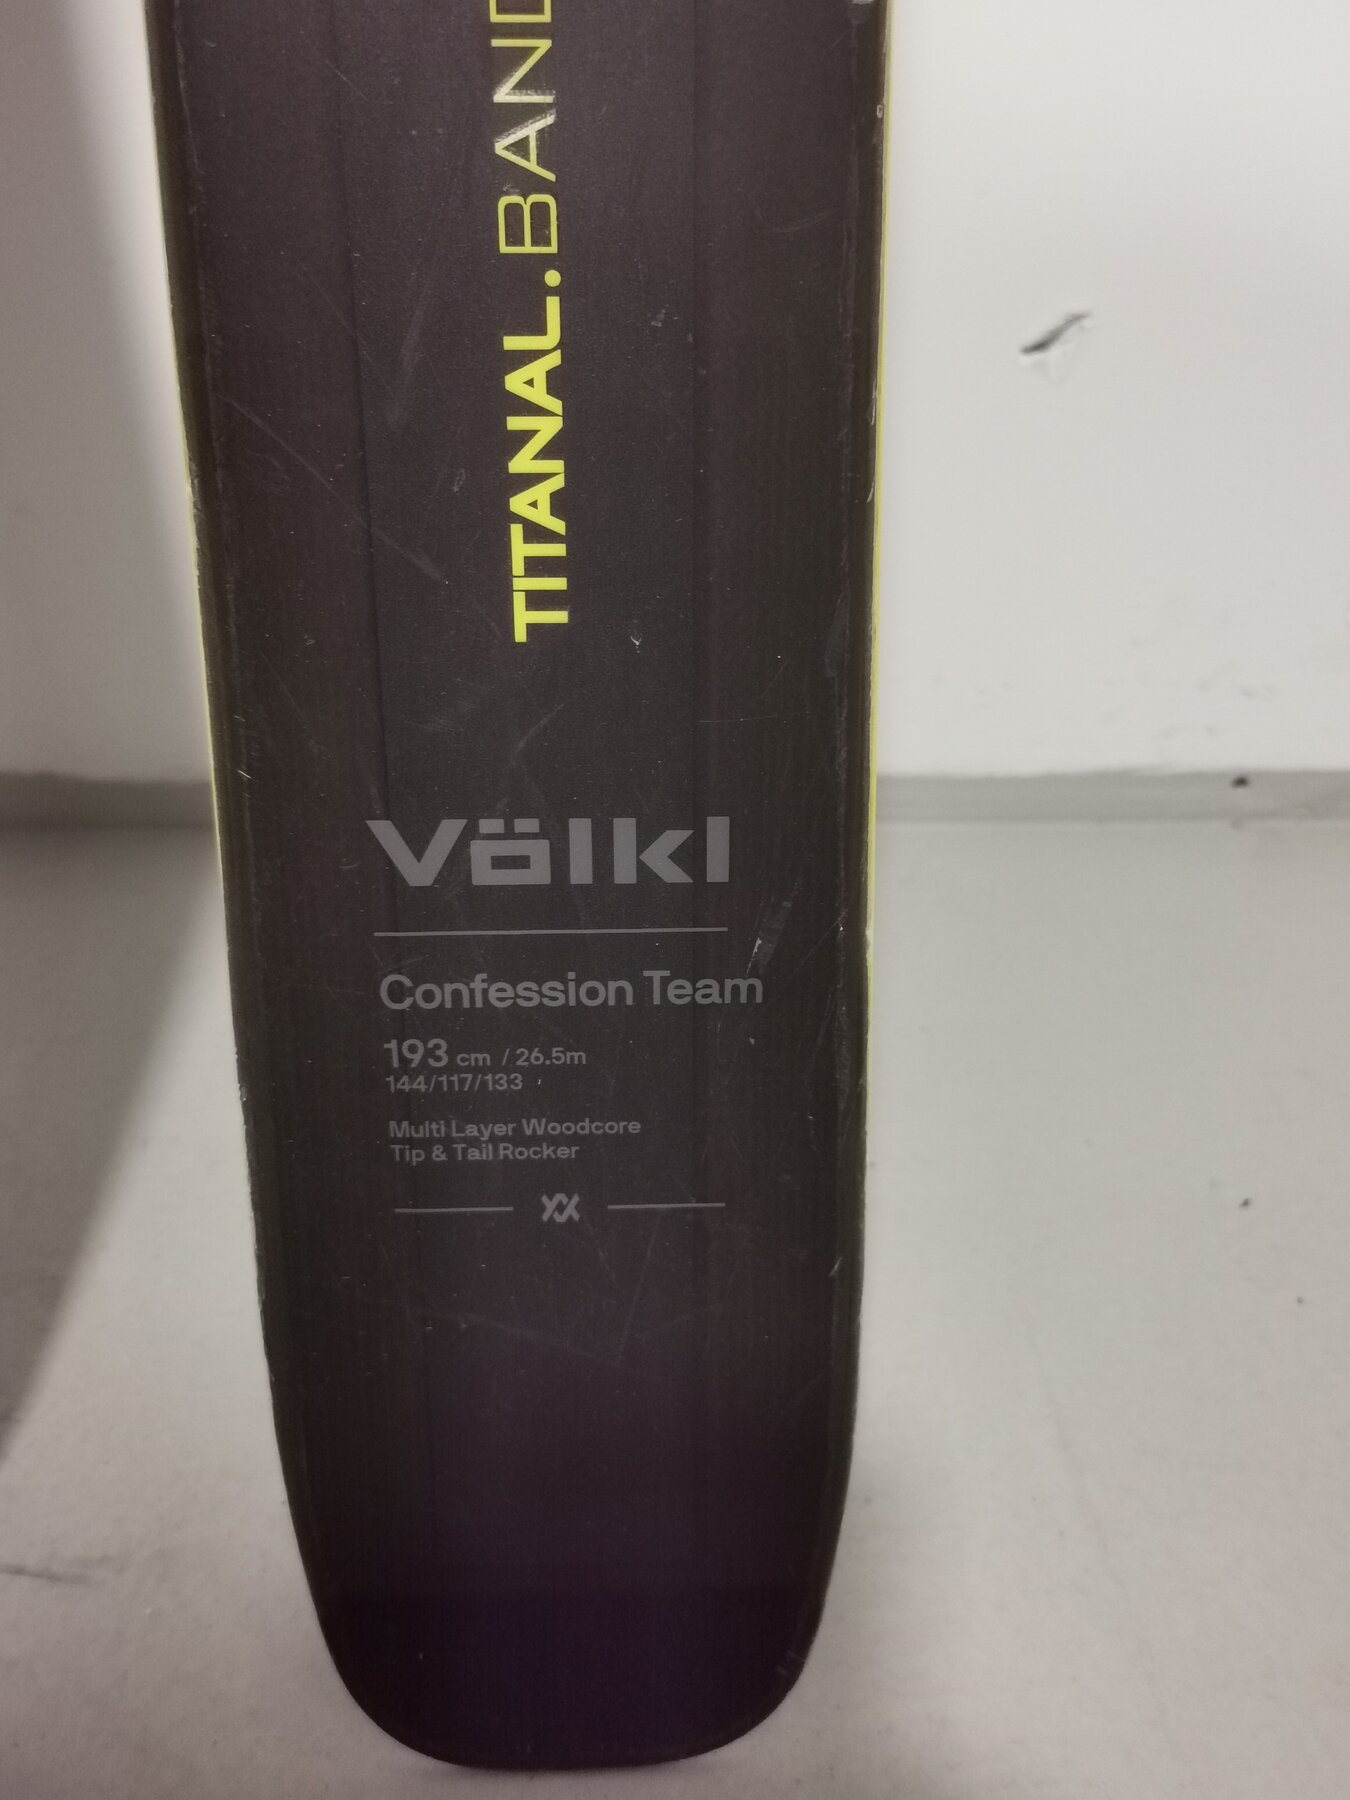 TITANAL.BAND
Völkl
Confession Team
193 cm / 26.5m
144/117/133
Multi Layer Woodcore
Tip & Tail Rocker